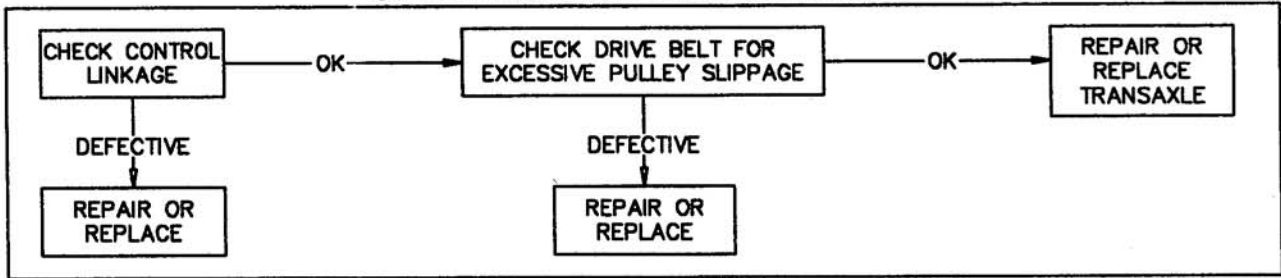 CHECK CONTROL
LINKAGE
OK
CHECK DRIVE BELT FOR
EXCESSIVE PULLEY SLIPPAGE
OK
REPAIR OR
REPLACE
TRANSAXLE
DEFECTIVE
REPAIR OR
REPLACE
DEFECTIVE
REPAIR OR
REPLACE